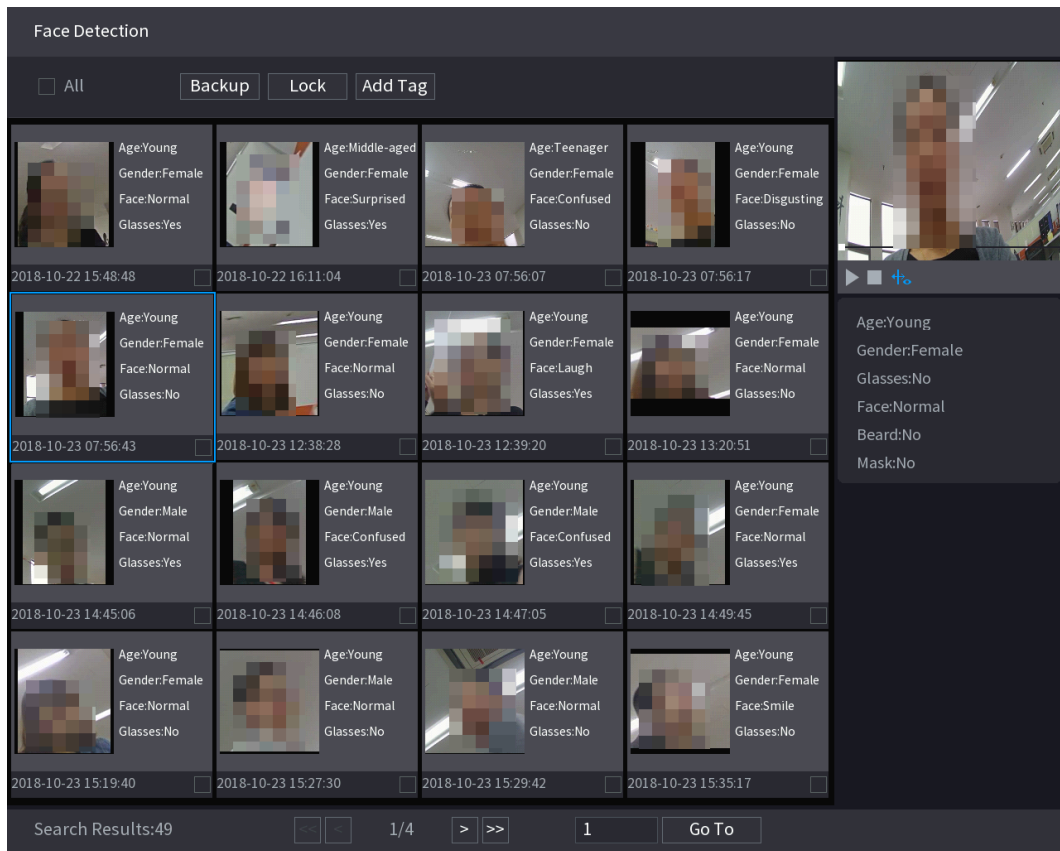 Face Detection
All
Backup
Lock
Add Tag
Age:Young
Gender:Female
Face:Normal
Glasses:Yes
2018-10-22 15:48:48
Age:Middle-aged
Gender:Female
Face:Surprised
Glasses:Yes
2018-10-22 16:11:04
Age:Teenager
Gender:Female
Face:Confused
Glasses:No
2018-10-23 07:56:07
Age:Young
Gender:Female
Face:Disgusting
Glasses:No
2018-10-23 07:56:17
Age:Young
Gender:Female
Face:Normal
Glasses:No
2018-10-23 07:56:43
Age:Young
Gender:Female
Face:Normal
Glasses:No
2018-10-23 12:38:28
Age:Young
Gender:Female
Face:Laugh
Glasses:Yes
2018-10-23 12:39:20
Age:Young
Gender:Female
Face:Normal
Glasses:No
2018-10-23 13:20:51
Age:Young
Gender:Male
Face:Normal
Glasses:Yes
2018-10-23 14:45:06
Age:Young
Gender:Male
Face:Confused
Glasses:Yes
2018-10-23 14:46:08
Age:Young
Gender:Male
Face:Confused
Glasses:Yes
2018-10-23 14:47:05
Age:Young
Gender:Female
Face:Normal
Glasses:Yes
2018-10-23 14:49:45
Age:Young
Gender:Female
Face:Normal
Glasses:No
2018-10-23 15:19:40
Age:Young
Gender:Male
Face:Normal
Glasses:No
2018-10-23 15:27:30
Age:Young
Gender:Male
Face:Normal
Glasses:No
2018-10-23 15:29:42
Age:Young
Gender:Female
Face:Smile
Glasses:No
2018-10-23 15:35:17
Age:Young
Gender:Female
Glasses:No
Face:Normal
Beard:No
Mask:No
Search Results:49
<<
<
1/4
>
>>
1
Go To